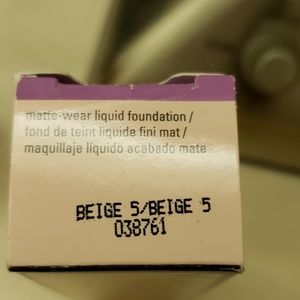 matte-wear liquid foundation /
fond de teint liquide fini mat /
maquillaje líquido acabado mate
BEIGE 5/BEIGE 5
038761